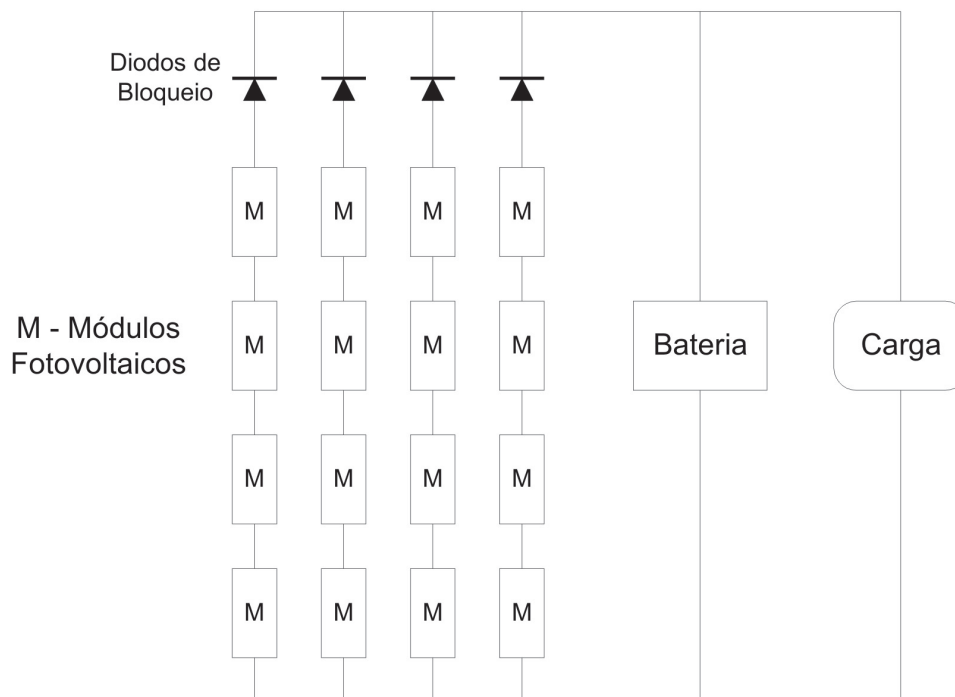 Diodos de
Bloqueio
M M M M
M - Módulos
Fotovoltaicos
M M M M
Bateria
Carga
M M M M
M M M M